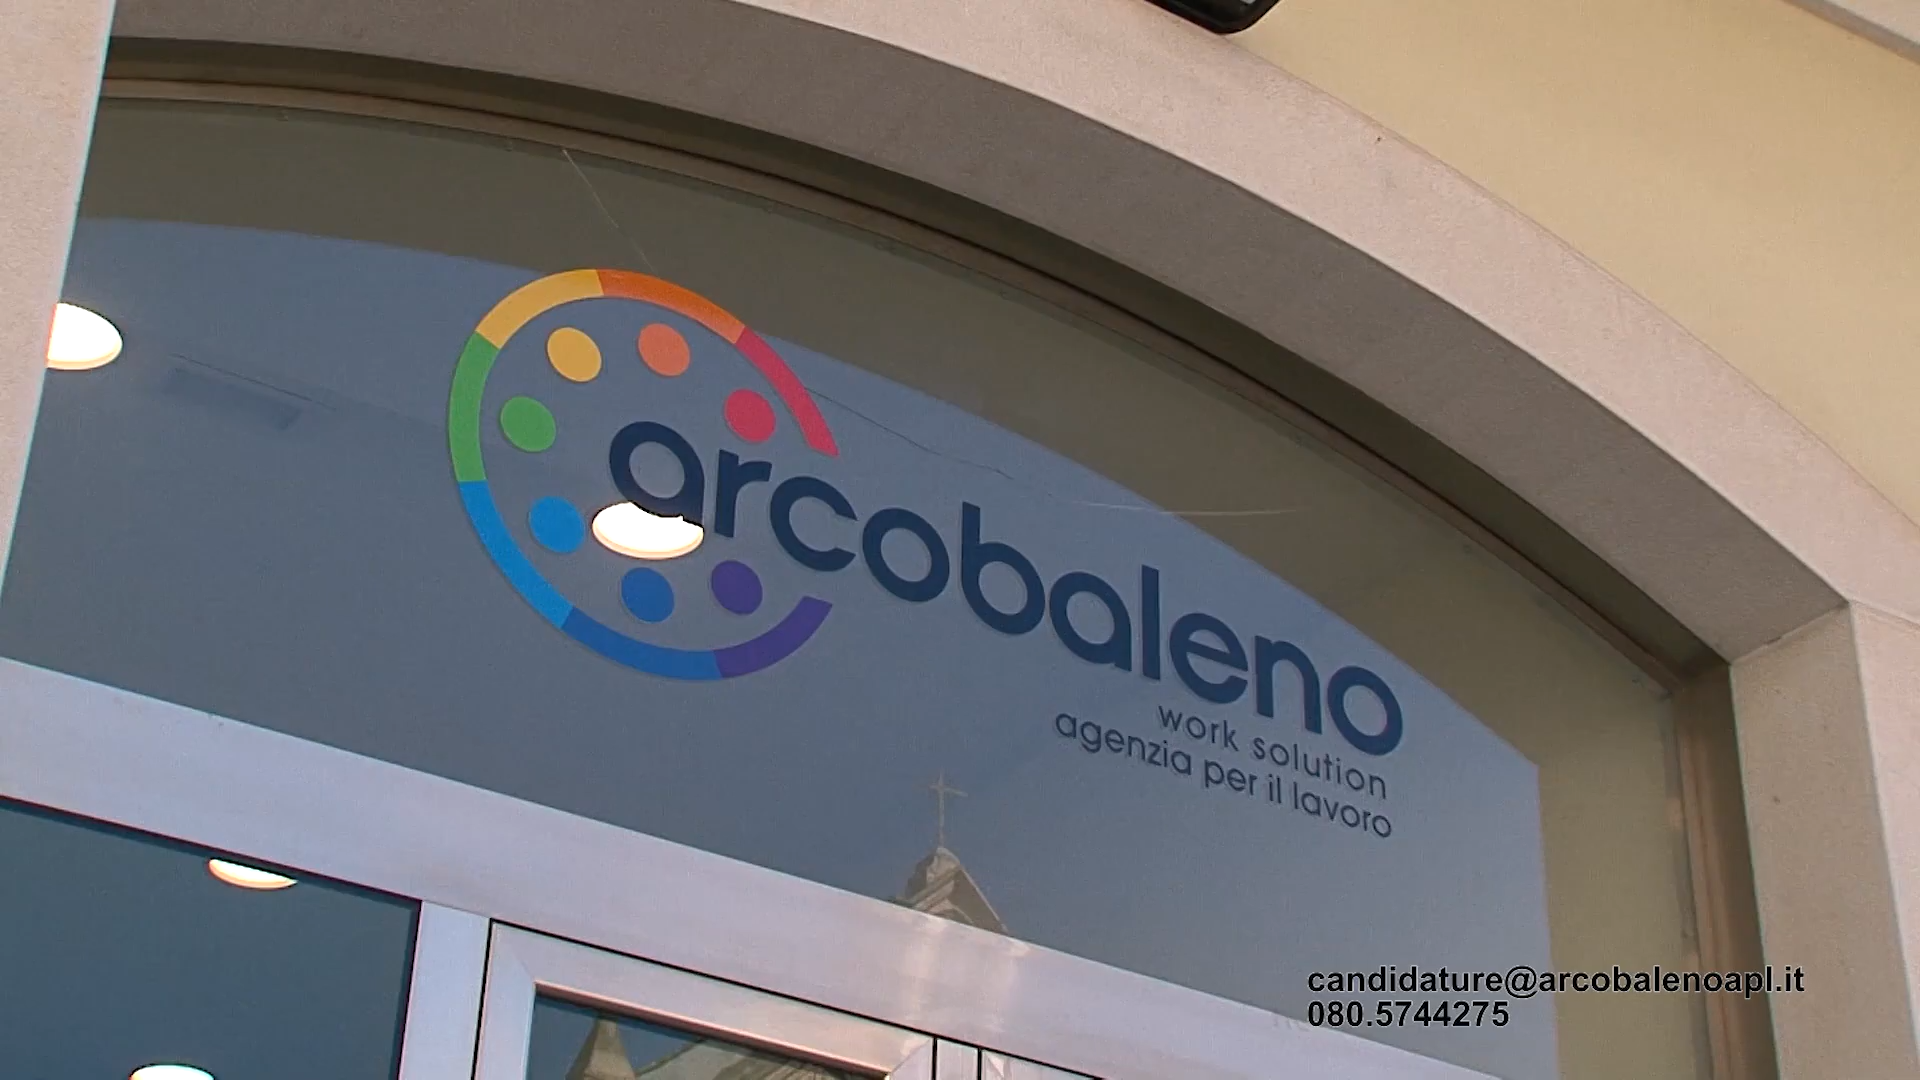 arcobaleno
work solution
agenzia per il lavoro
candidature@arcobalenoapl.it
080.5744275